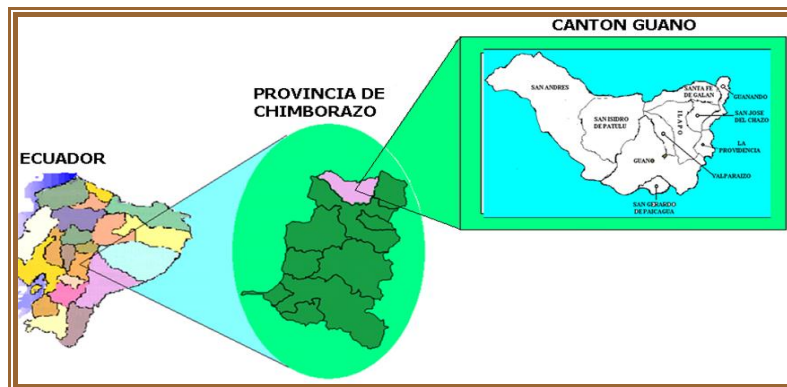 CANTON GUANO
PROVINCIA DE
CHIMBORAZO
ECUADOR
SAN ANDRES
SANTA FE
DE GALAN
GUANANDO
SAN ISIDRO
DE PATULU
ILAPO
SAN JOSE
DEL CHAZO
LA
PROVIDENCIA
GUANO
VALPARAIZO
SAN GERARDO
DE PAICAGUA